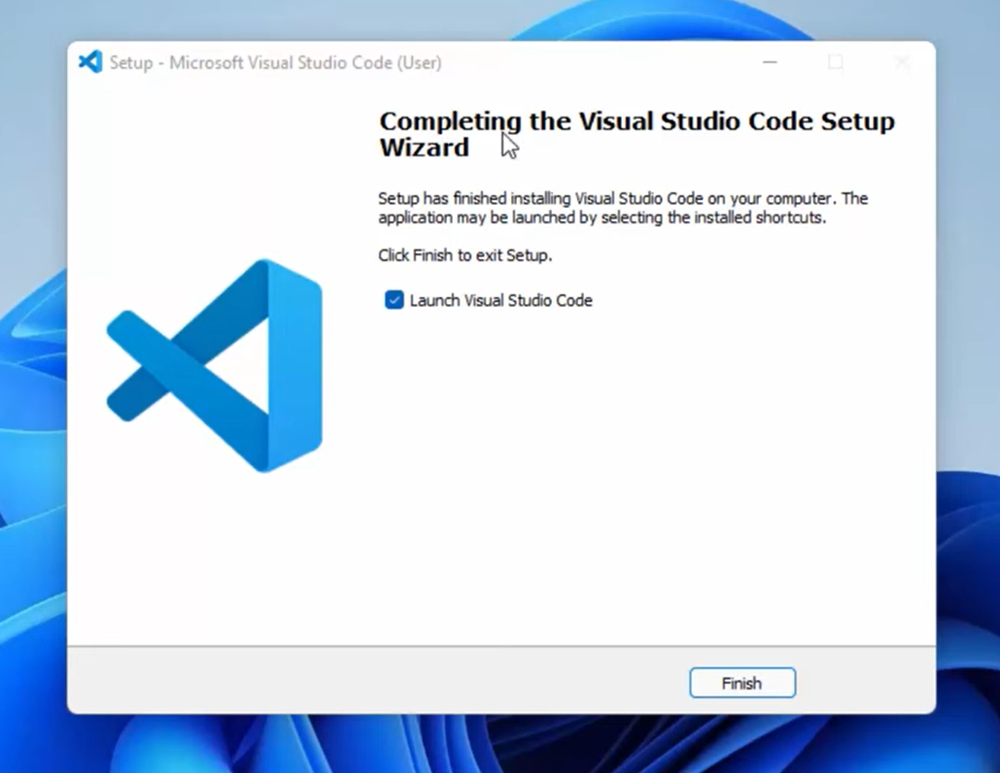 Setup - Microsoft Visual Studio Code (User)
Completing the Visual Studio Code Setup
Wizard
Setup has finished installing Visual Studio Code on your computer. The
application may be launched by selecting the installed shortcuts.
Click Finish to exit Setup.
Launch Visual Studio Code
Finish